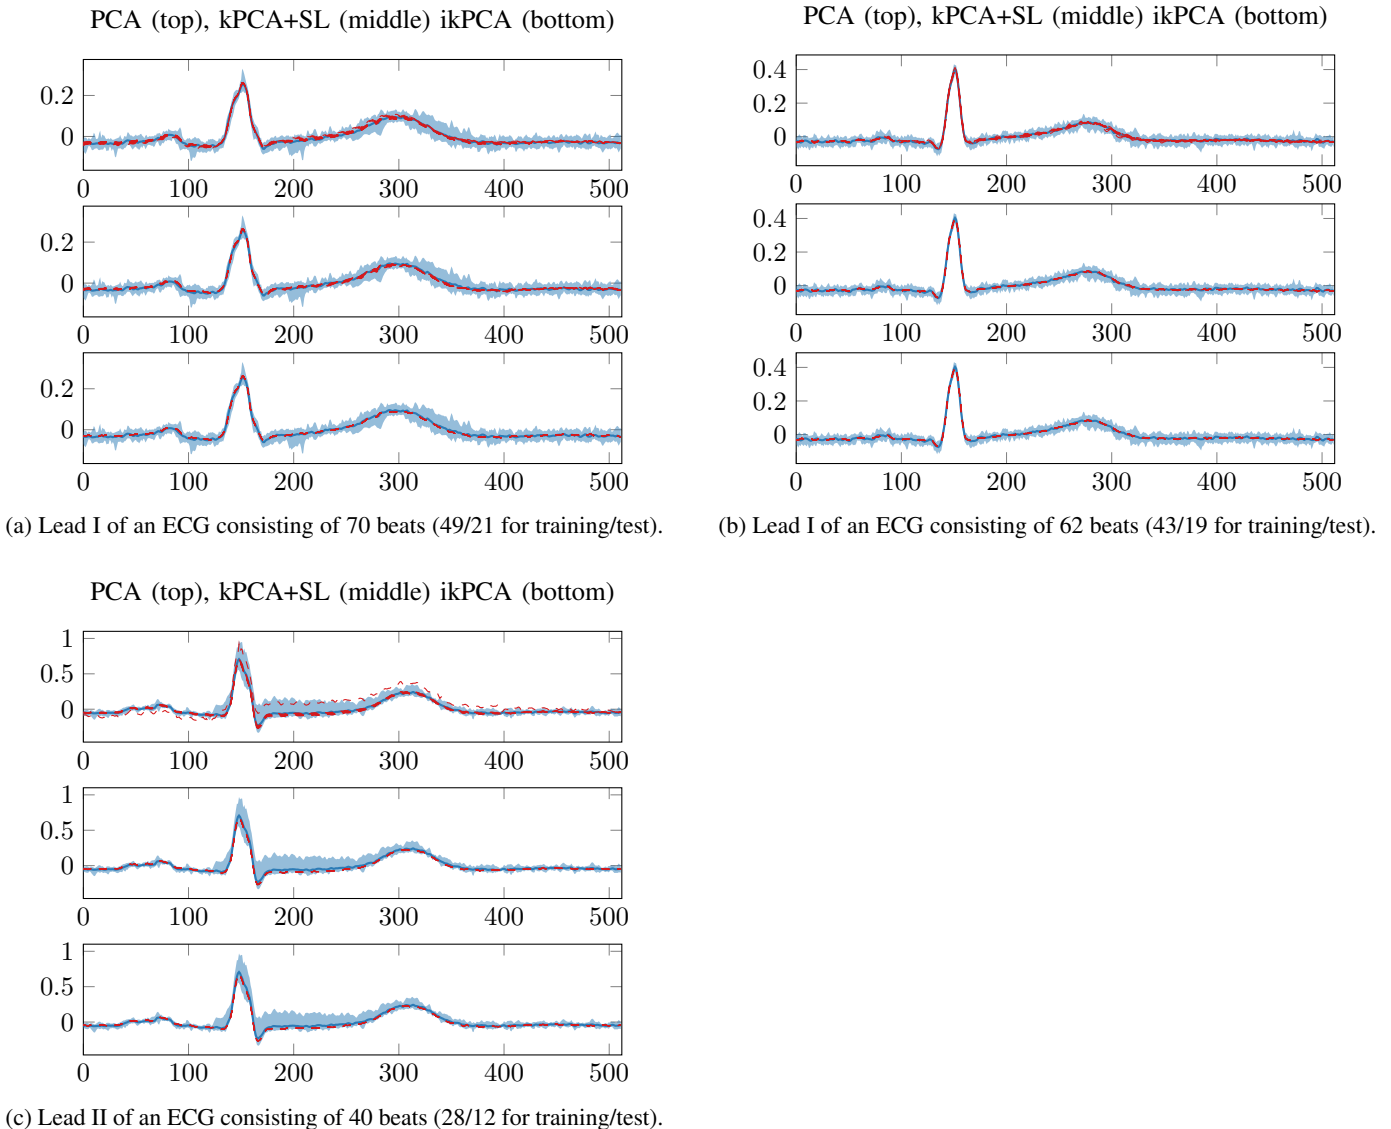 PCA (top), kPCA+SL (middle) ikPCA (bottom)
0.2
0
0 100 200 300 400 500
0.2
0
0 100 200 300 400 500
0.2
0
0 100 200 300 400 500
(a) Lead I of an ECG consisting of 70 beats (49/21 for training/test).
PCA (top), kPCA+SL (middle) ikPCA (bottom)
0.4
0.2
0
0 100 200 300 400 500
0.4
0.2
0
0 100 200 300 400 500
0.4
0.2
0
0 100 200 300 400 500
(b) Lead I of an ECG consisting of 62 beats (43/19 for training/test).
PCA (top), kPCA+SL (middle) ikPCA (bottom)
1
0.5
0
0 100 200 300 400 500
1
0.5
0
0 100 200 300 400 500
1
0.5
0
0 100 200 300 400 500
(c) Lead II of an ECG consisting of 40 beats (28/12 for training/test).